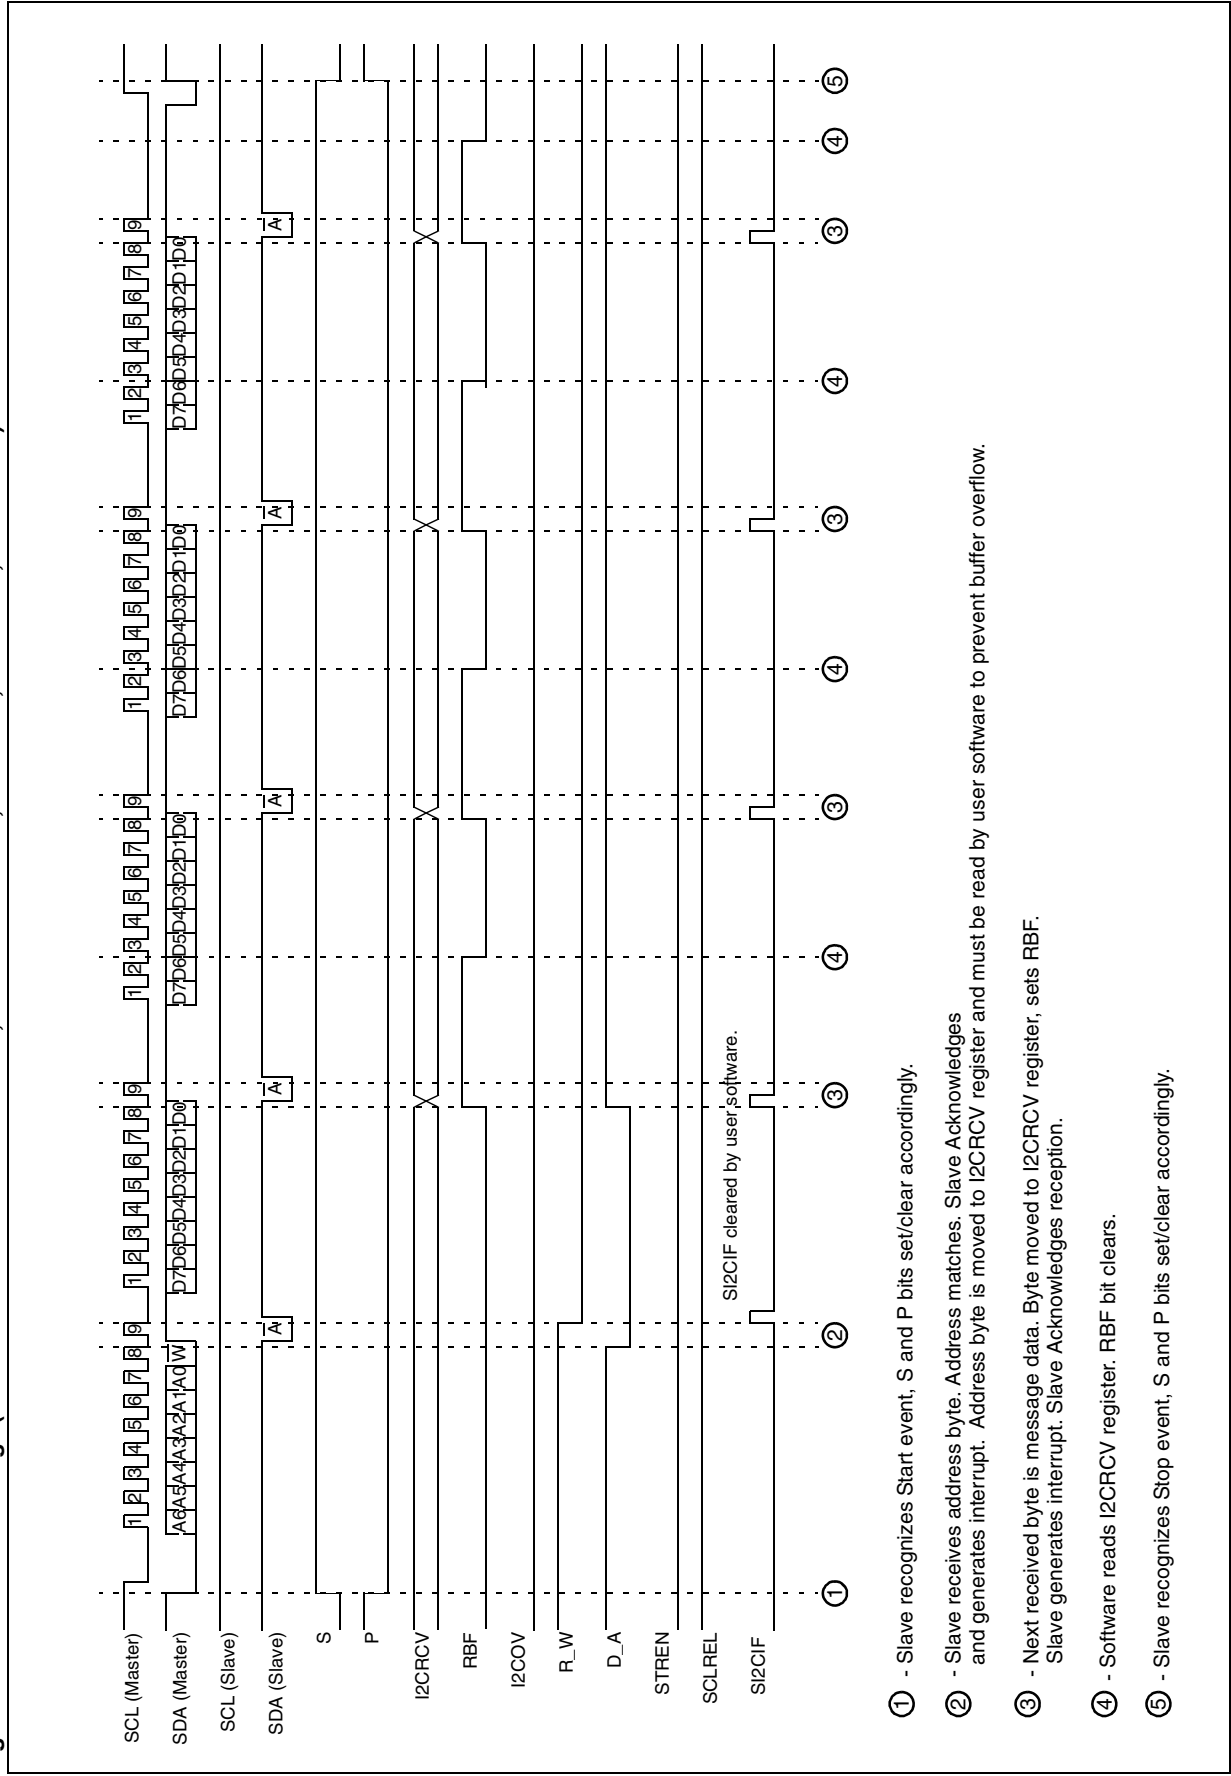 SCL (Master)
1 2 3 4 5 6 7 8 9 1 2 3 4 5 6 7 8 9 1 2 3 4 5 6 7 8 9 1 2 3 4 5 6 7 8 9 1 2 3 4 5 6 7 8 9
SDA (Master)
A6 A5 A4 A3 A2 A1 A0 W D7 D6 D5 D4 D3 D2 D1 D0 D7 D6 D5 D4 D3 D2 D1 D0 D7 D6 D5 D4 D3 D2 D1 D0 D7 D6 D5 D4 D3 D2 D1 D0
SCL (Slave)
SDA (Slave)
A A A A A
S
P
I2CRCV
RBF
I2COV
R_W
D_A
STREN
SCLREL
SI2CIF cleared by user software.
SI2CIF
1 2 3 4 3 4 3 4 3 4 5
1 - Slave recognizes Start event, S and P bits set/clear accordingly.
2 - Slave receives address byte. Address matches. Slave Acknowledges
and generates interrupt. Address byte is moved to I2CRCV register and must be read by user software to prevent buffer overflow.
3 - Next received byte is message data. Byte moved to I2CRCV register, sets RBF.
Slave generates interrupt. Slave Acknowledges reception.
4 - Software reads I2CRCV register. RBF bit clears.
5 - Slave recognizes Stop event, S and P bits set/clear accordingly.